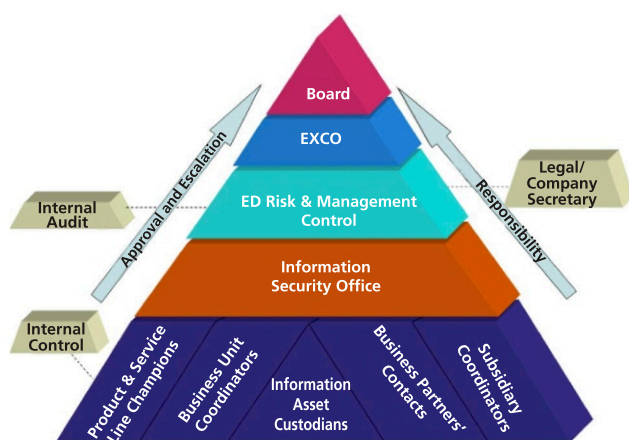 Board
EXCO
Approval and Escalation
Responsibility
Legal/
Company
Secretary
Internal
Audit
ED Risk & Management
Control
Information
Security Office
Internal
Control
Product & Service
Line Champions
Business Unit
Coordinators
Information
Asset
Custodians
Business Partners'
Contacts
Subsidiary
Coordinators